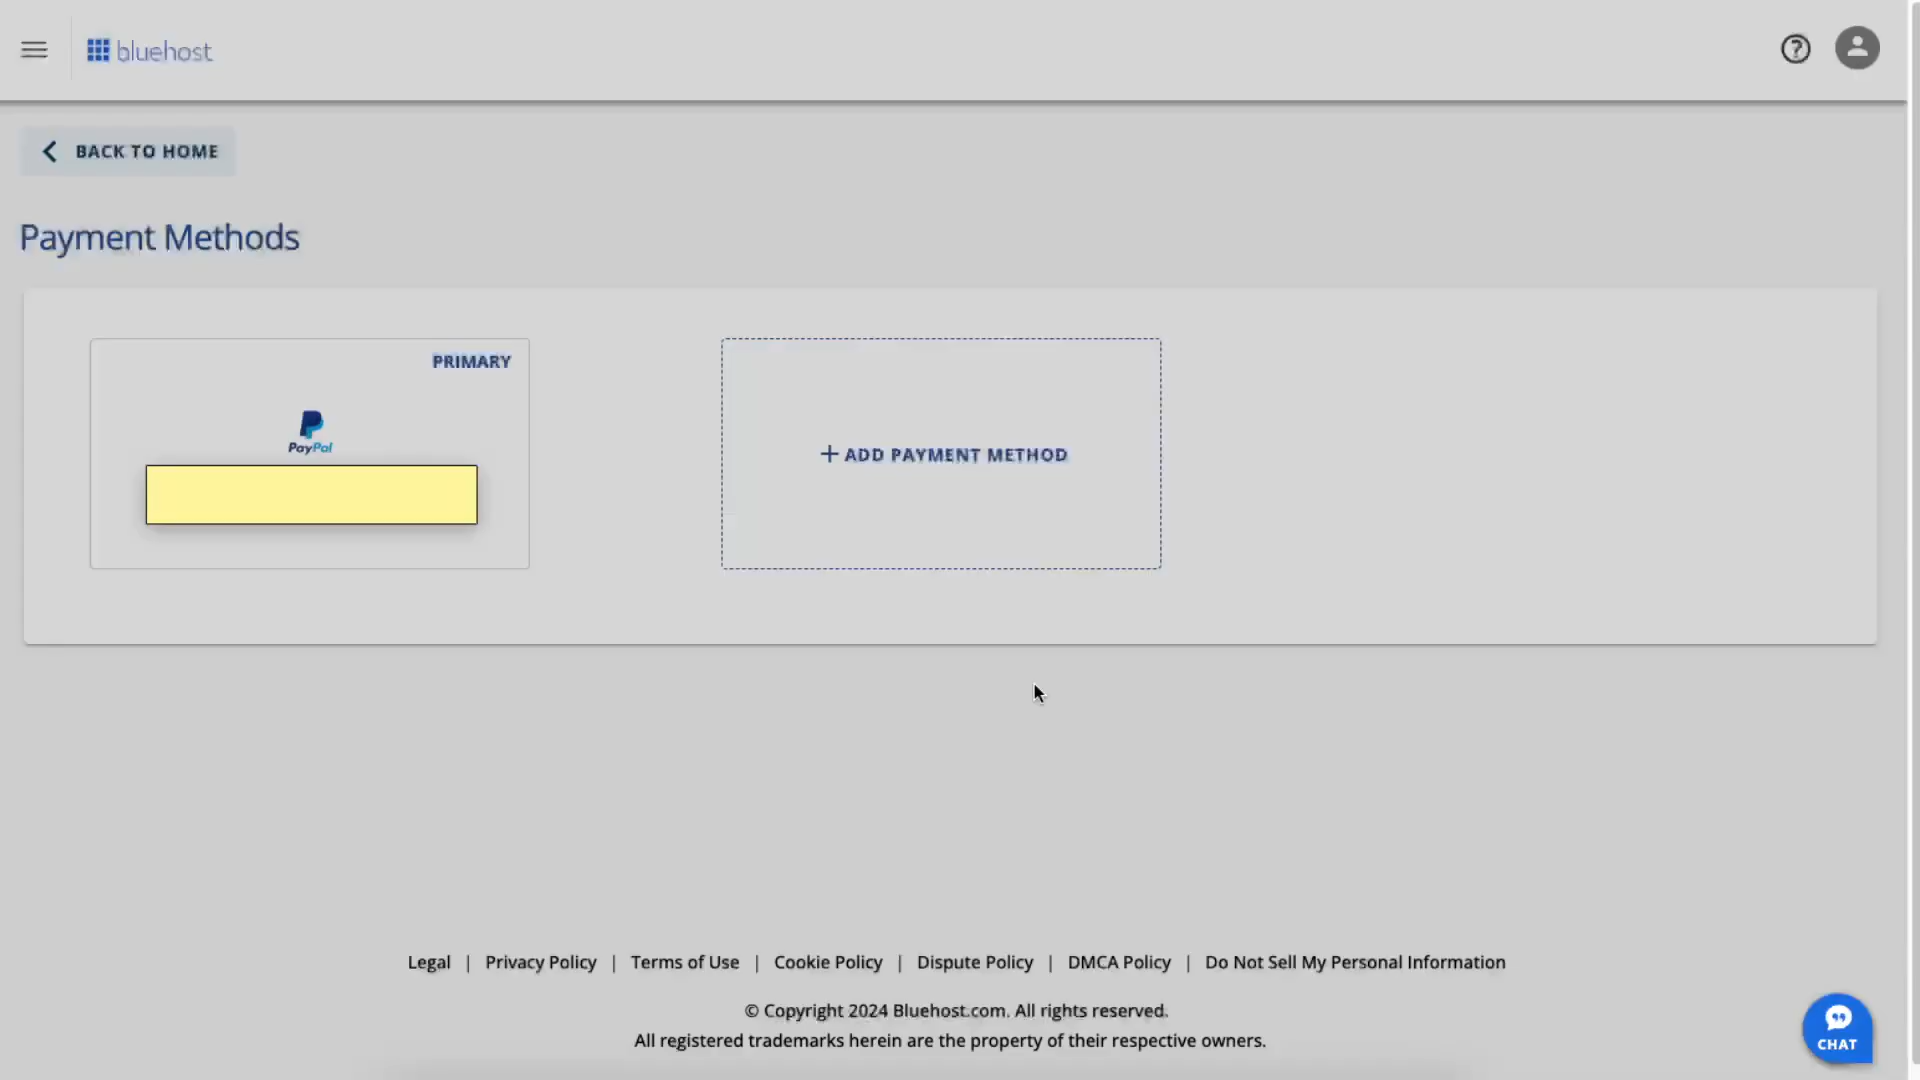 bluehost
BACK TO HOME
Payment Methods
PRIMARY
PayPal
+ ADD PAYMENT METHOD
Legal | Privacy Policy | Terms of Use | Cookie Policy | Dispute Policy | DMCA Policy | Do Not Sell My Personal Information
© Copyright 2024 Bluehost.com. All rights reserved.
All registered trademarks herein are the property of their respective owners.
CHAT